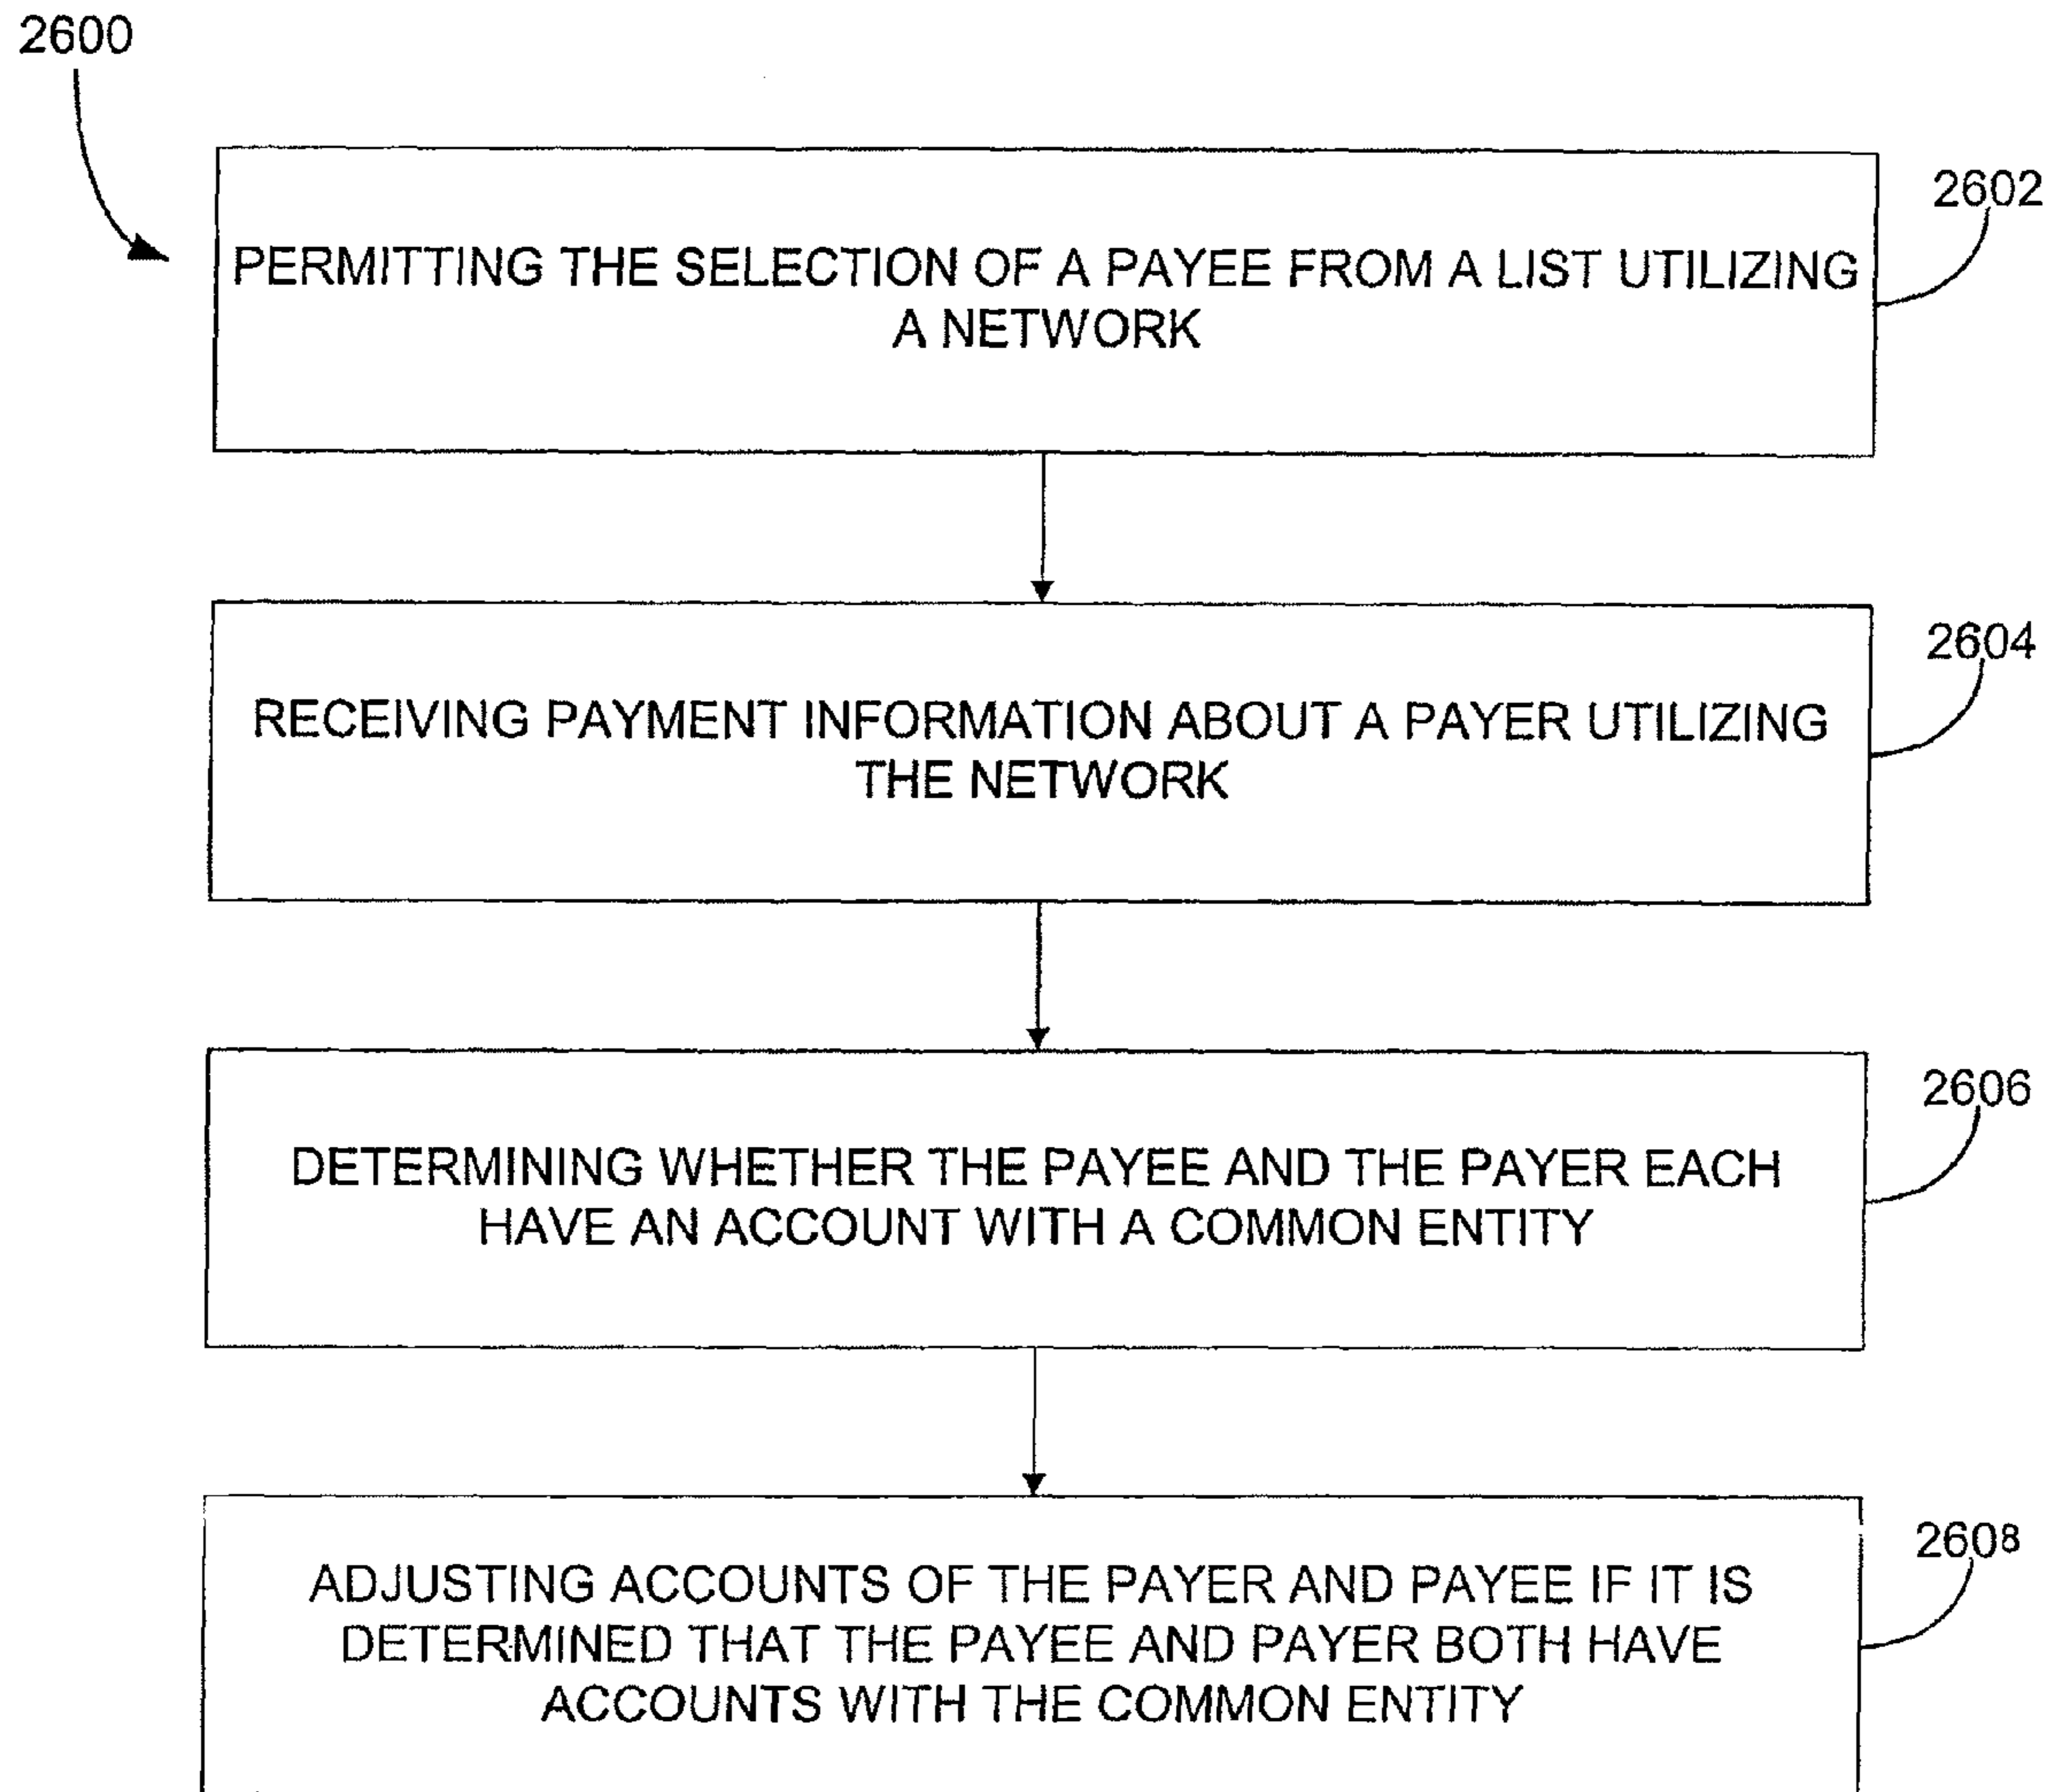 2600
2602
PERMITTING THE SELECTION OF A PAYEE FROM A LIST UTILIZING
A NETWORK
2604
RECEIVING PAYMENT INFORMATION ABOUT A PAYER UTILIZING
THE NETWORK
2606
DETERMINING WHETHER THE PAYEE AND THE PAYER EACH
HAVE AN ACCOUNT WITH A COMMON ENTITY
2608
ADJUSTING ACCOUNTS OF THE PAYER AND PAYEE IF IT IS
DETERMINED THAT THE PAYEE AND PAYER BOTH HAVE
ACCOUNTS WITH THE COMMON ENTITY